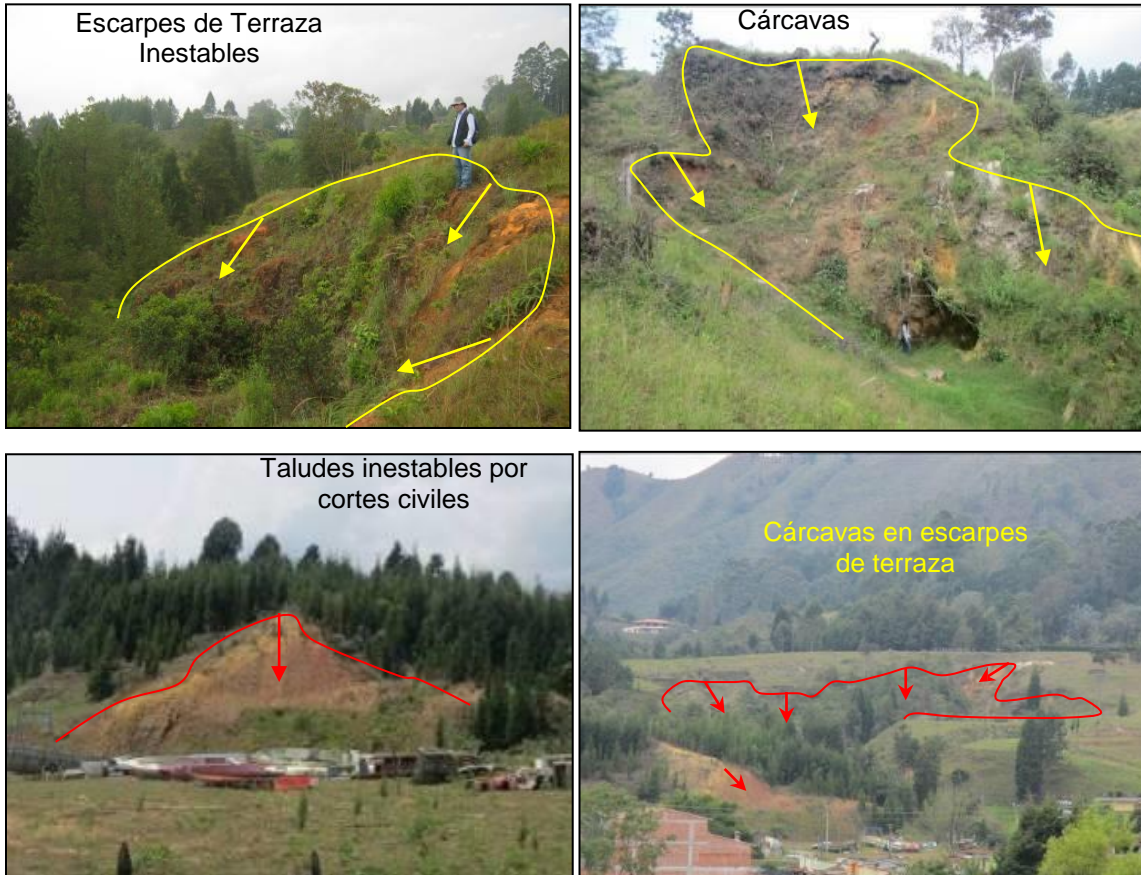 Escarpes de Terraza
Inestables
Cárcavas
Taludes inestables por
cortes civiles
Cárcavas en escarpes
de terraza